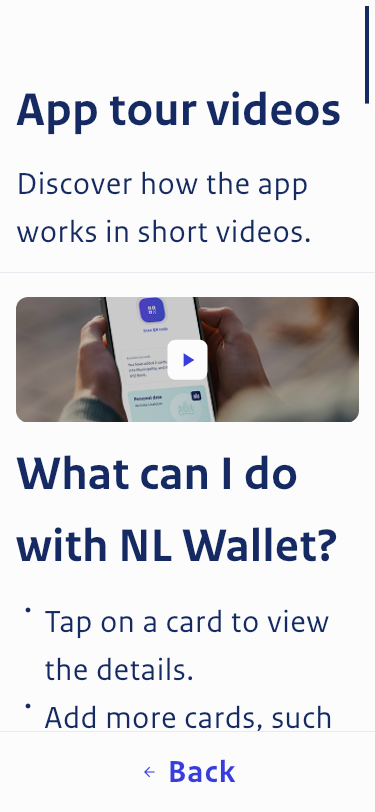 App tour videos
Discover how the app
works in short videos.
Scan QR code
Personal data
What can I do
with NL Wallet?
• Tap on a card to view
the details.
• Add more cards, such
← Back